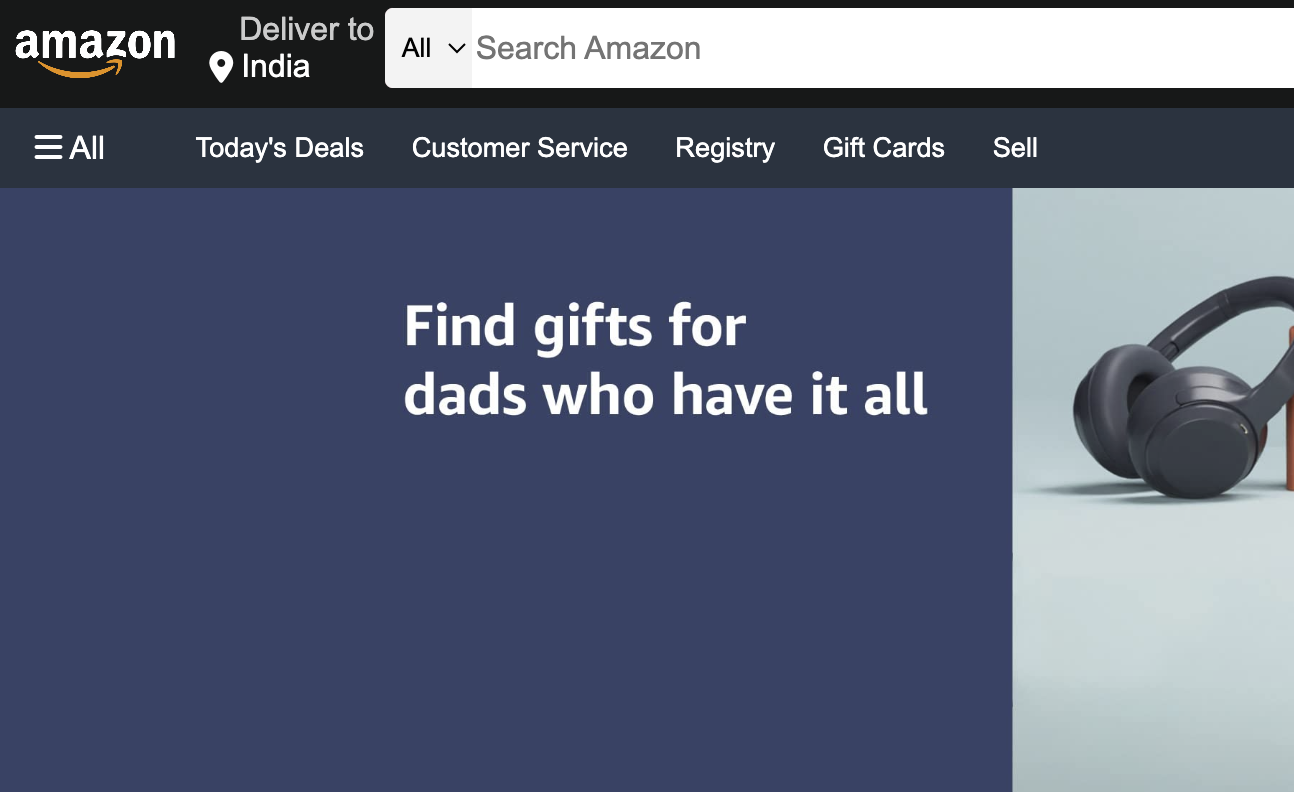 amazon
Deliver to
India
All
Search Amazon
All
Today's Deals
Customer Service
Registry
Gift Cards
Sell
Find gifts for
dads who have it all